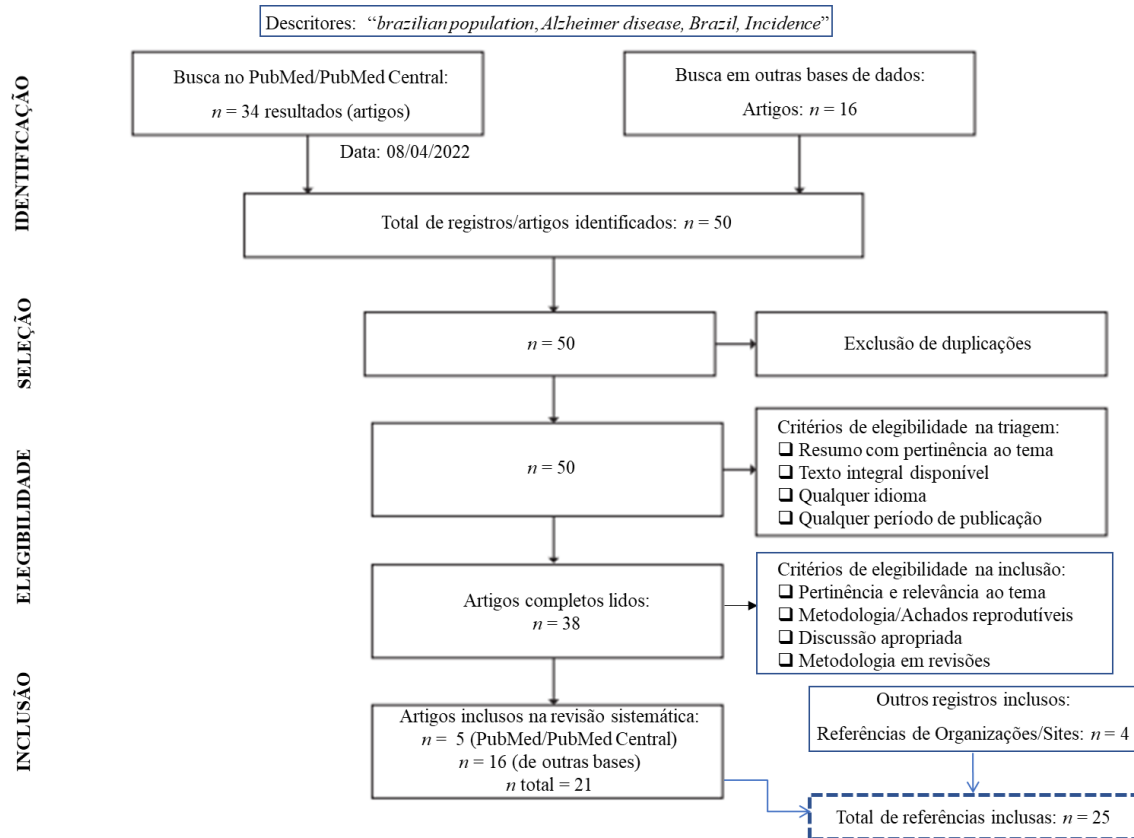 Descritores: “brazilian population, Alzheimer disease, Brazil, Incidence”
IDENTIFICAÇÃO
Busca no PubMed/PubMed Central:
n = 34 resultados (artigos)
Busca em outras bases de dados:
Artigos: n = 16
Data: 08/04/2022
Total de registros/artigos identificados: n = 50
SELEÇÃO
n = 50
Exclusão de duplicações
ELEGIBILIDADE
n = 50
Critérios de elegibilidade na triagem:
❑ Resumo com pertinência ao tema
❑ Texto integral disponível
❑ Qualquer idioma
❑ Qualquer período de publicação
Artigos completos lidos:
n = 38
Critérios de elegibilidade na inclusão:
❑ Pertinência e relevância ao tema
❑ Metodologia/Achados reprodutíveis
❑ Discussão apropriada
❑ Metodologia em revisões
INCLUSÃO
Artigos inclusos na revisão sistemática:
n = 5 (PubMed/PubMed Central)
n = 16 (de outras bases)
n total = 21
Outros registros inclusos:
Referências de Organizações/Sites: n = 4
Total de referências inclusas: n = 25